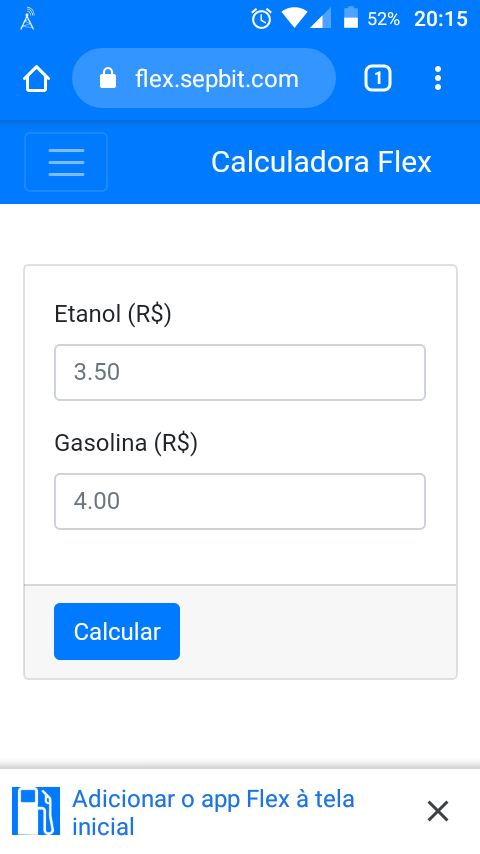 52% 20:15
flex.sepbit.com 1
Calculadora Flex
Etanol (R$)
3.50
Gasolina (R$)
4.00
Calcular
Adicionar o app Flex à tela
inicial